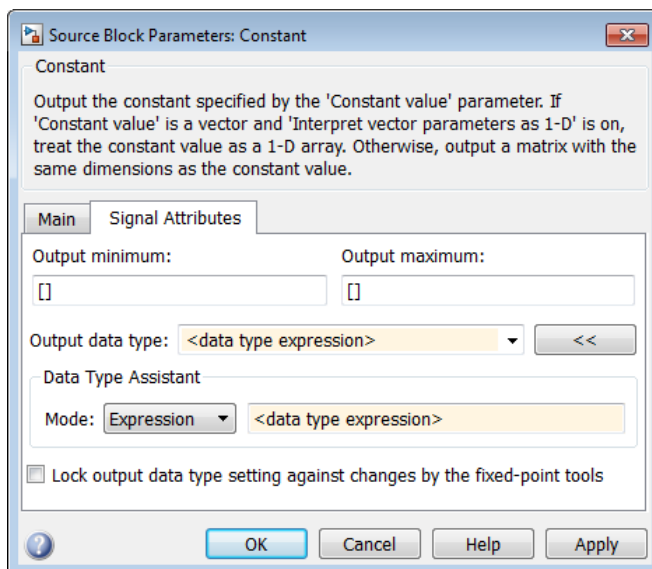 Source Block Parameters: Constant
Constant
Output the constant specified by the 'Constant value' parameter. If
'Constant value' is a vector and 'Interpret vector parameters as 1-D' is on,
treat the constant value as a 1-D array. Otherwise, output a matrix with the
same dimensions as the constant value.
Main Signal Attributes
Output minimum: Output maximum:
[] []
Output data type: <data type expression> <<
Data Type Assistant
Mode: Expression <data type expression>
Lock output data type setting against changes by the fixed-point tools
? OK Cancel Help Apply